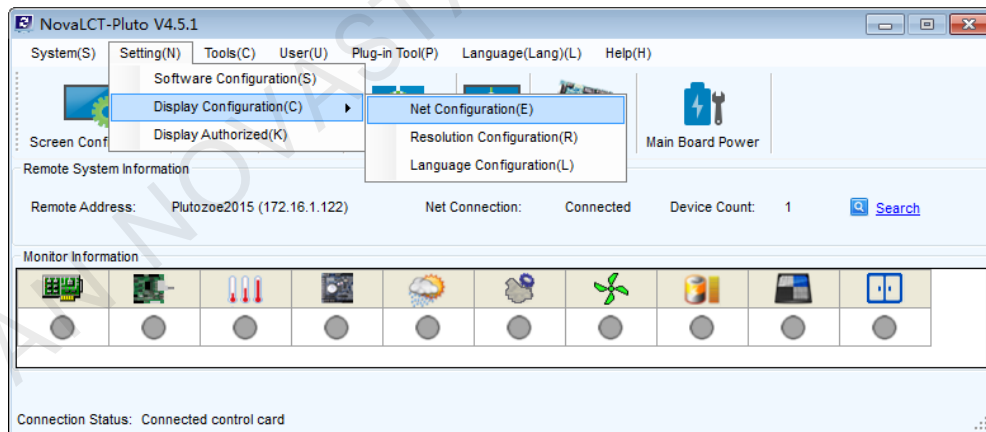 NovaLCT-Pluto V4.5.1
System(S) Setting(N) Tools(C) User(U) Plug-in Tool(P) Language(Lang)(L) Help(H)
Software Configuration(S)
Display Configuration(C)
Display Authorized(K)
Net Configuration(E)
Resolution Configuration(R)
Language Configuration(L)
Screen Conf
Main Board Power
Remote System Information
Remote Address: Plutozoe2015 (172.16.1.122) Net Connection: Connected Device Count: 1 Search
Monitor Information
Connection Status: Connected control card